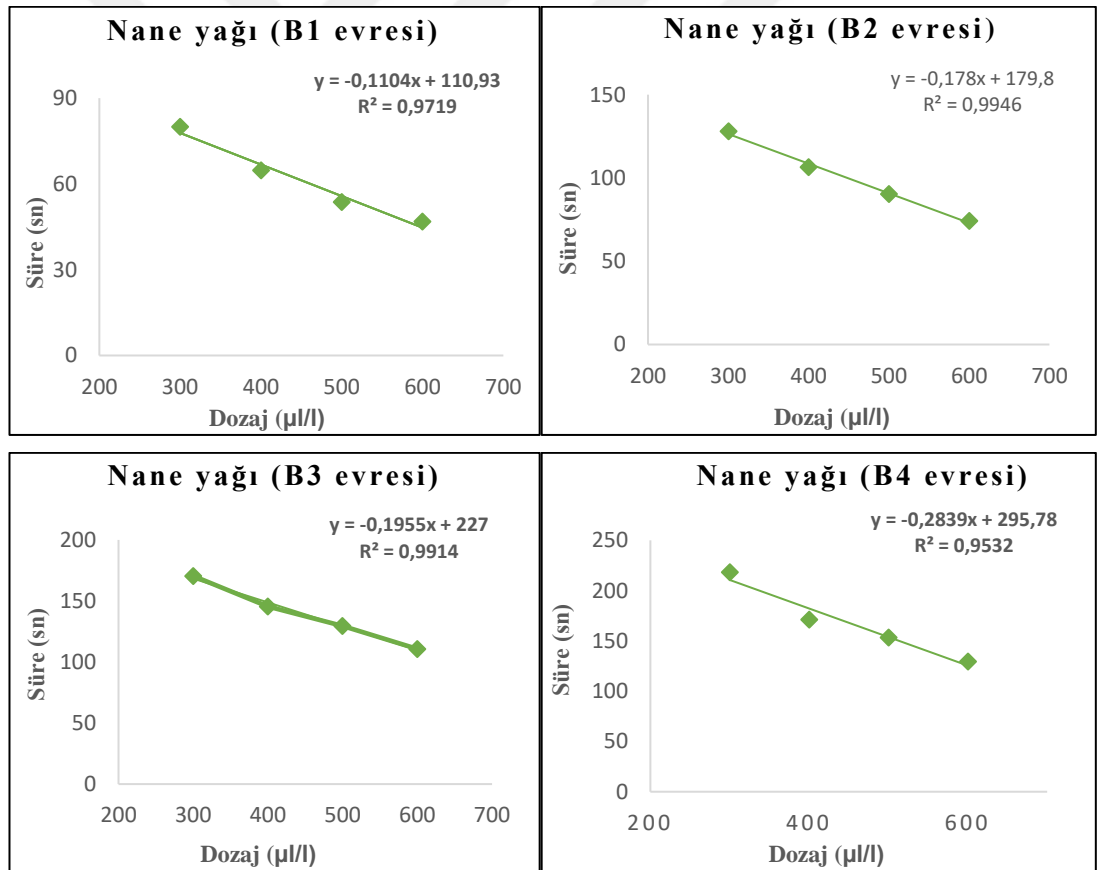 Nane yağı (B1 evresi)
y = -0,1104x + 110,93
R² = 0,9719
90
60
30
0
200 300 400 500 600 700
Süre (sn)
Dozaj (µl/l)
Nane yağı (B2 evresi)
y = -0,178x + 179,8
R² = 0,9946
150
100
50
0
200 300 400 500 600 700
Süre (sn)
Dozaj (µl/l)
Nane yağı (B3 evresi)
y = -0,1955x + 227
R² = 0,9914
200
150
100
50
0
200 300 400 500 600 700
Süre (sn)
Dozaj (µl/l)
Nane yağı (B4 evresi)
y = -0,2839x + 295,78
R² = 0,9532
250
200
150
100
50
0
200 400 600
Süre (sn)
Dozaj (µl/l)